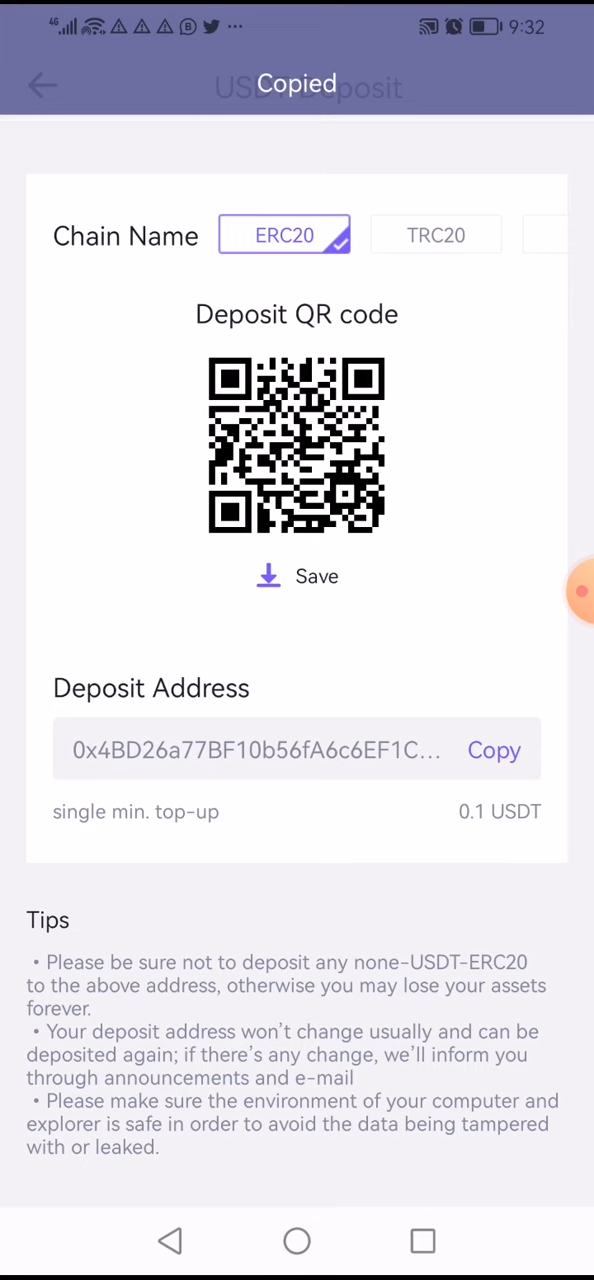 4G 9:32
USDT Deposit
Copied
Chain Name ERC20 TRC20
Deposit QR code
Save
Deposit Address
0x4BD26a77BF10b56fA6c6EF1C... Copy
single min. top-up 0.1 USDT
Tips
• Please be sure not to deposit any none-USDT-ERC20
to the above address, otherwise you may lose your assets
forever.
• Your deposit address won't change usually and can be
deposited again; if there's any change, we'll inform you
through announcements and e-mail
• Please make sure the environment of your computer and
explorer is safe in order to avoid the data being tampered
with or leaked.